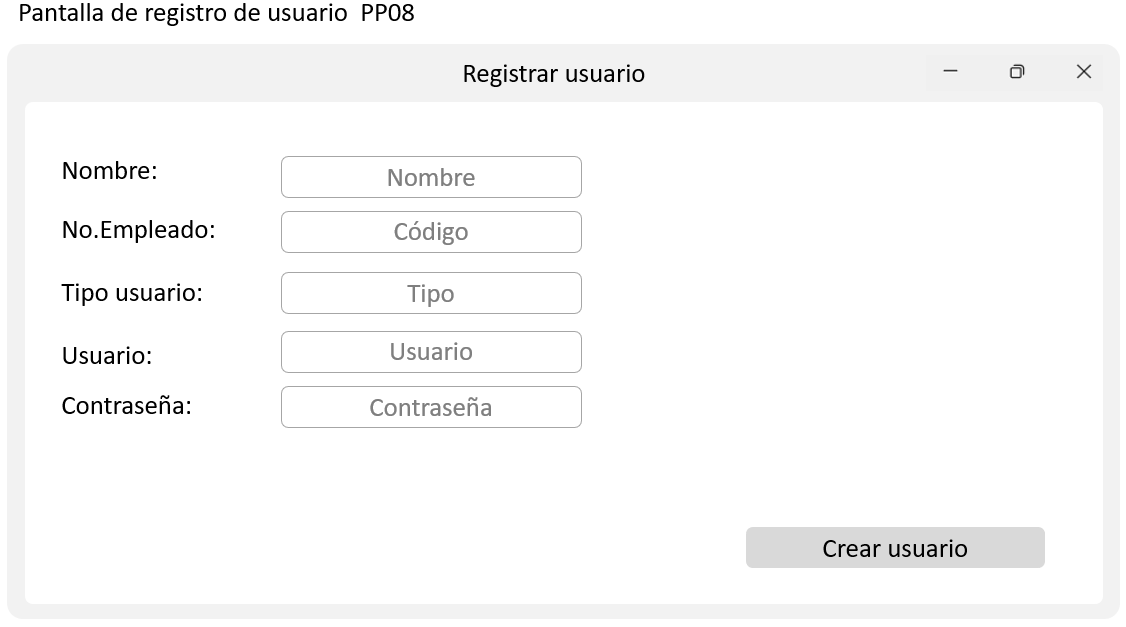 Pantalla de registro de usuario  PP08
Registrar usuario
Nombre: Nombre
No.Empleado: Código
Tipo usuario: Tipo
Usuario: Usuario
Contraseña: Contraseña
Crear usuario